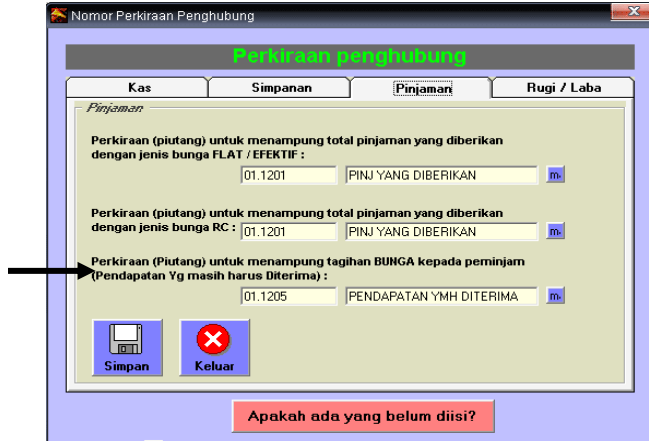 Nomor Perkiraan Penghubung
Perkiraan penghubung
Kas
Simpanan
Pinjaman
Rugi / Laba
Pinjaman
Perkiraan (piutang) untuk menampung total pinjaman yang diberikan
dengan jenis bunga FLAT / EFEKTIF :
01.1201 PINJ YANG DIBERIKAN m.
Perkiraan (piutang) untuk menampung total pinjaman yang diberikan
dengan jenis bunga RC : 01.1201 PINJ YANG DIBERIKAN m.
Perkiraan (Piutang) untuk menampung tagihan BUNGA kepada peminjam
(Pendapatan Yg masih harus Diterima) :
01.1205 PENDAPATAN YMH DITERIMA m.
Simpan
Keluar
Apakah ada yang belum diisi?